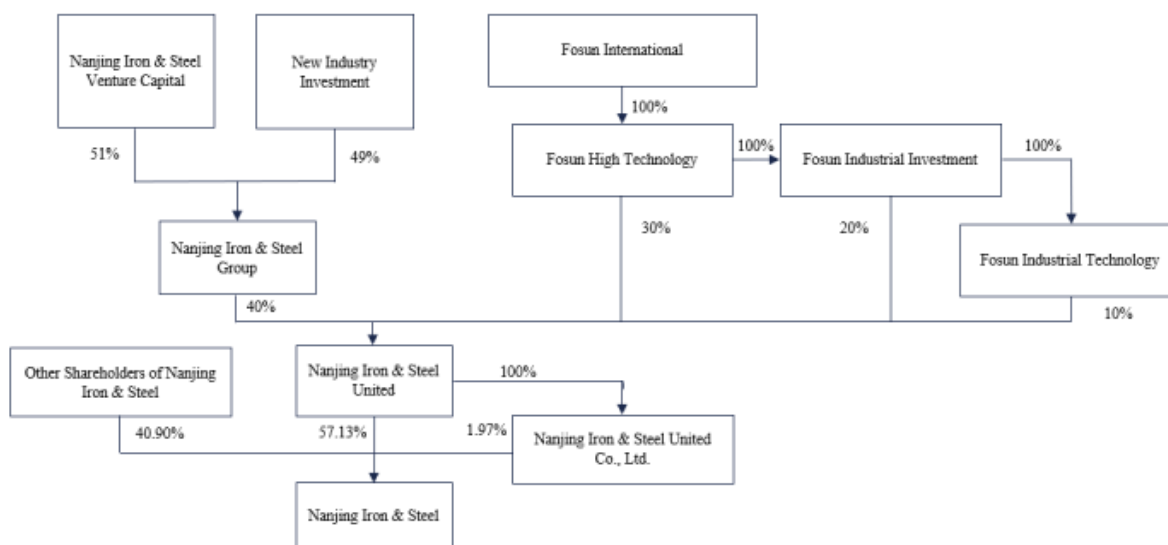 Nanjing Iron & Steel
Venture Capital
New Industry
Investment
Fosun International
100%
51%
49%
Fosun High Technology
100%
Fosun Industrial Investment
100%
Nanjing Iron & Steel
Group
30%
20%
Fosun Industrial Technology
40%
10%
Other Shareholders of Nanjing
Iron & Steel
Nanjing Iron & Steel
United
100%
40.90%
57.13%
1.97%
Nanjing Iron & Steel United
Co., Ltd.
Nanjing Iron & Steel